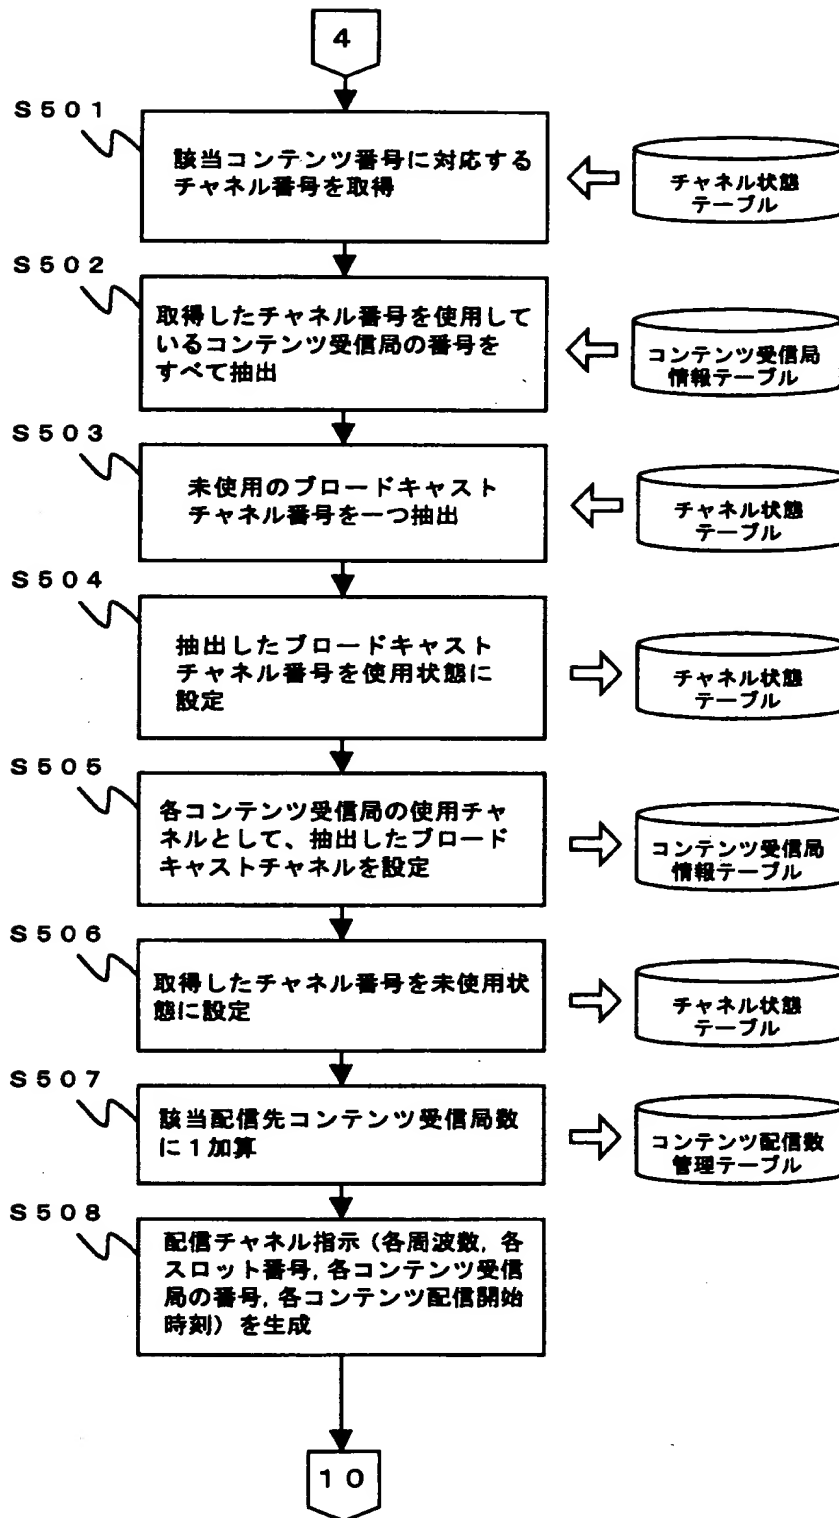 4
S501
該当コンテンツ番号に対応する
チャネル番号を取得
チャネル状態
テーブル
S502
取得したチャネル番号を使用して
いるコンテンツ受信局の番号を
すべて抽出
コンテンツ受信局
情報テーブル
S503
未使用のブロードキャスト
チャネル番号を一つ抽出
チャネル状態
テーブル
S504
抽出したブロードキャスト
チャネル番号を使用状態に
設定
チャネル状態
テーブル
S505
各コンテンツ受信局の使用チャ
ネルとして、抽出したブロード
キャストチャネルを設定
コンテンツ受信局
情報テーブル
S506
取得したチャネル番号を未使用状
態に設定
チャネル状態
テーブル
S507
該当配信先コンテンツ受信局数
に1加算
コンテンツ配信数
管理テーブル
S508
配信チャネル指示(各周波数,各
スロット番号,各コンテンツ受信
局の番号,各コンテンツ配信開始
時刻)を生成
10